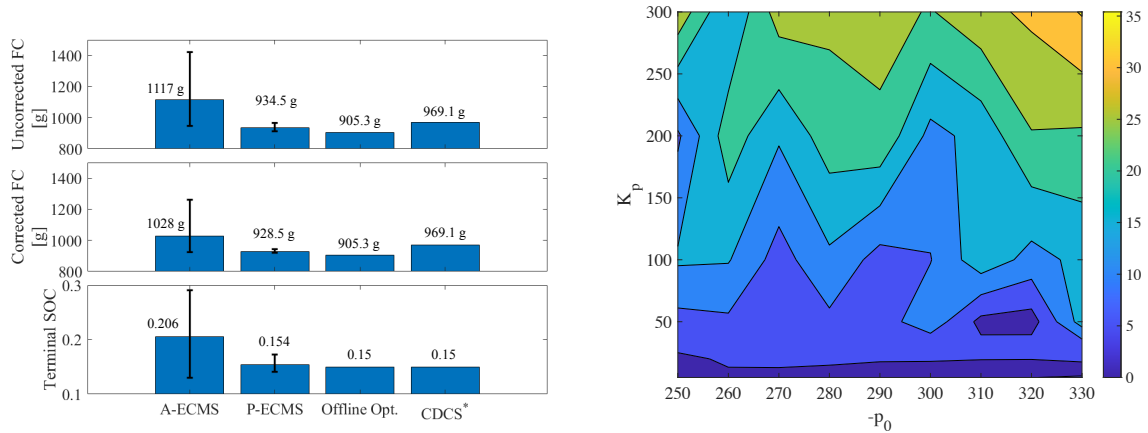 Uncorrected FC
[g]
1400
1200
1000
800
1117 g
934.5 g
905.3 g
969.1 g
Corrected FC
[g]
1400
1200
1000
800
1028 g
928.5 g
905.3 g
969.1 g
Terminal SOC
0.3
0.2
0.1
0.206
0.154
0.15
0.15
A-ECMS
P-ECMS
Offline Opt.
CDCS*
K_p
300
250
200
150
100
50
250
260
270
280
290
300
310
320
330
-p_0
35
30
25
20
15
10
5
0